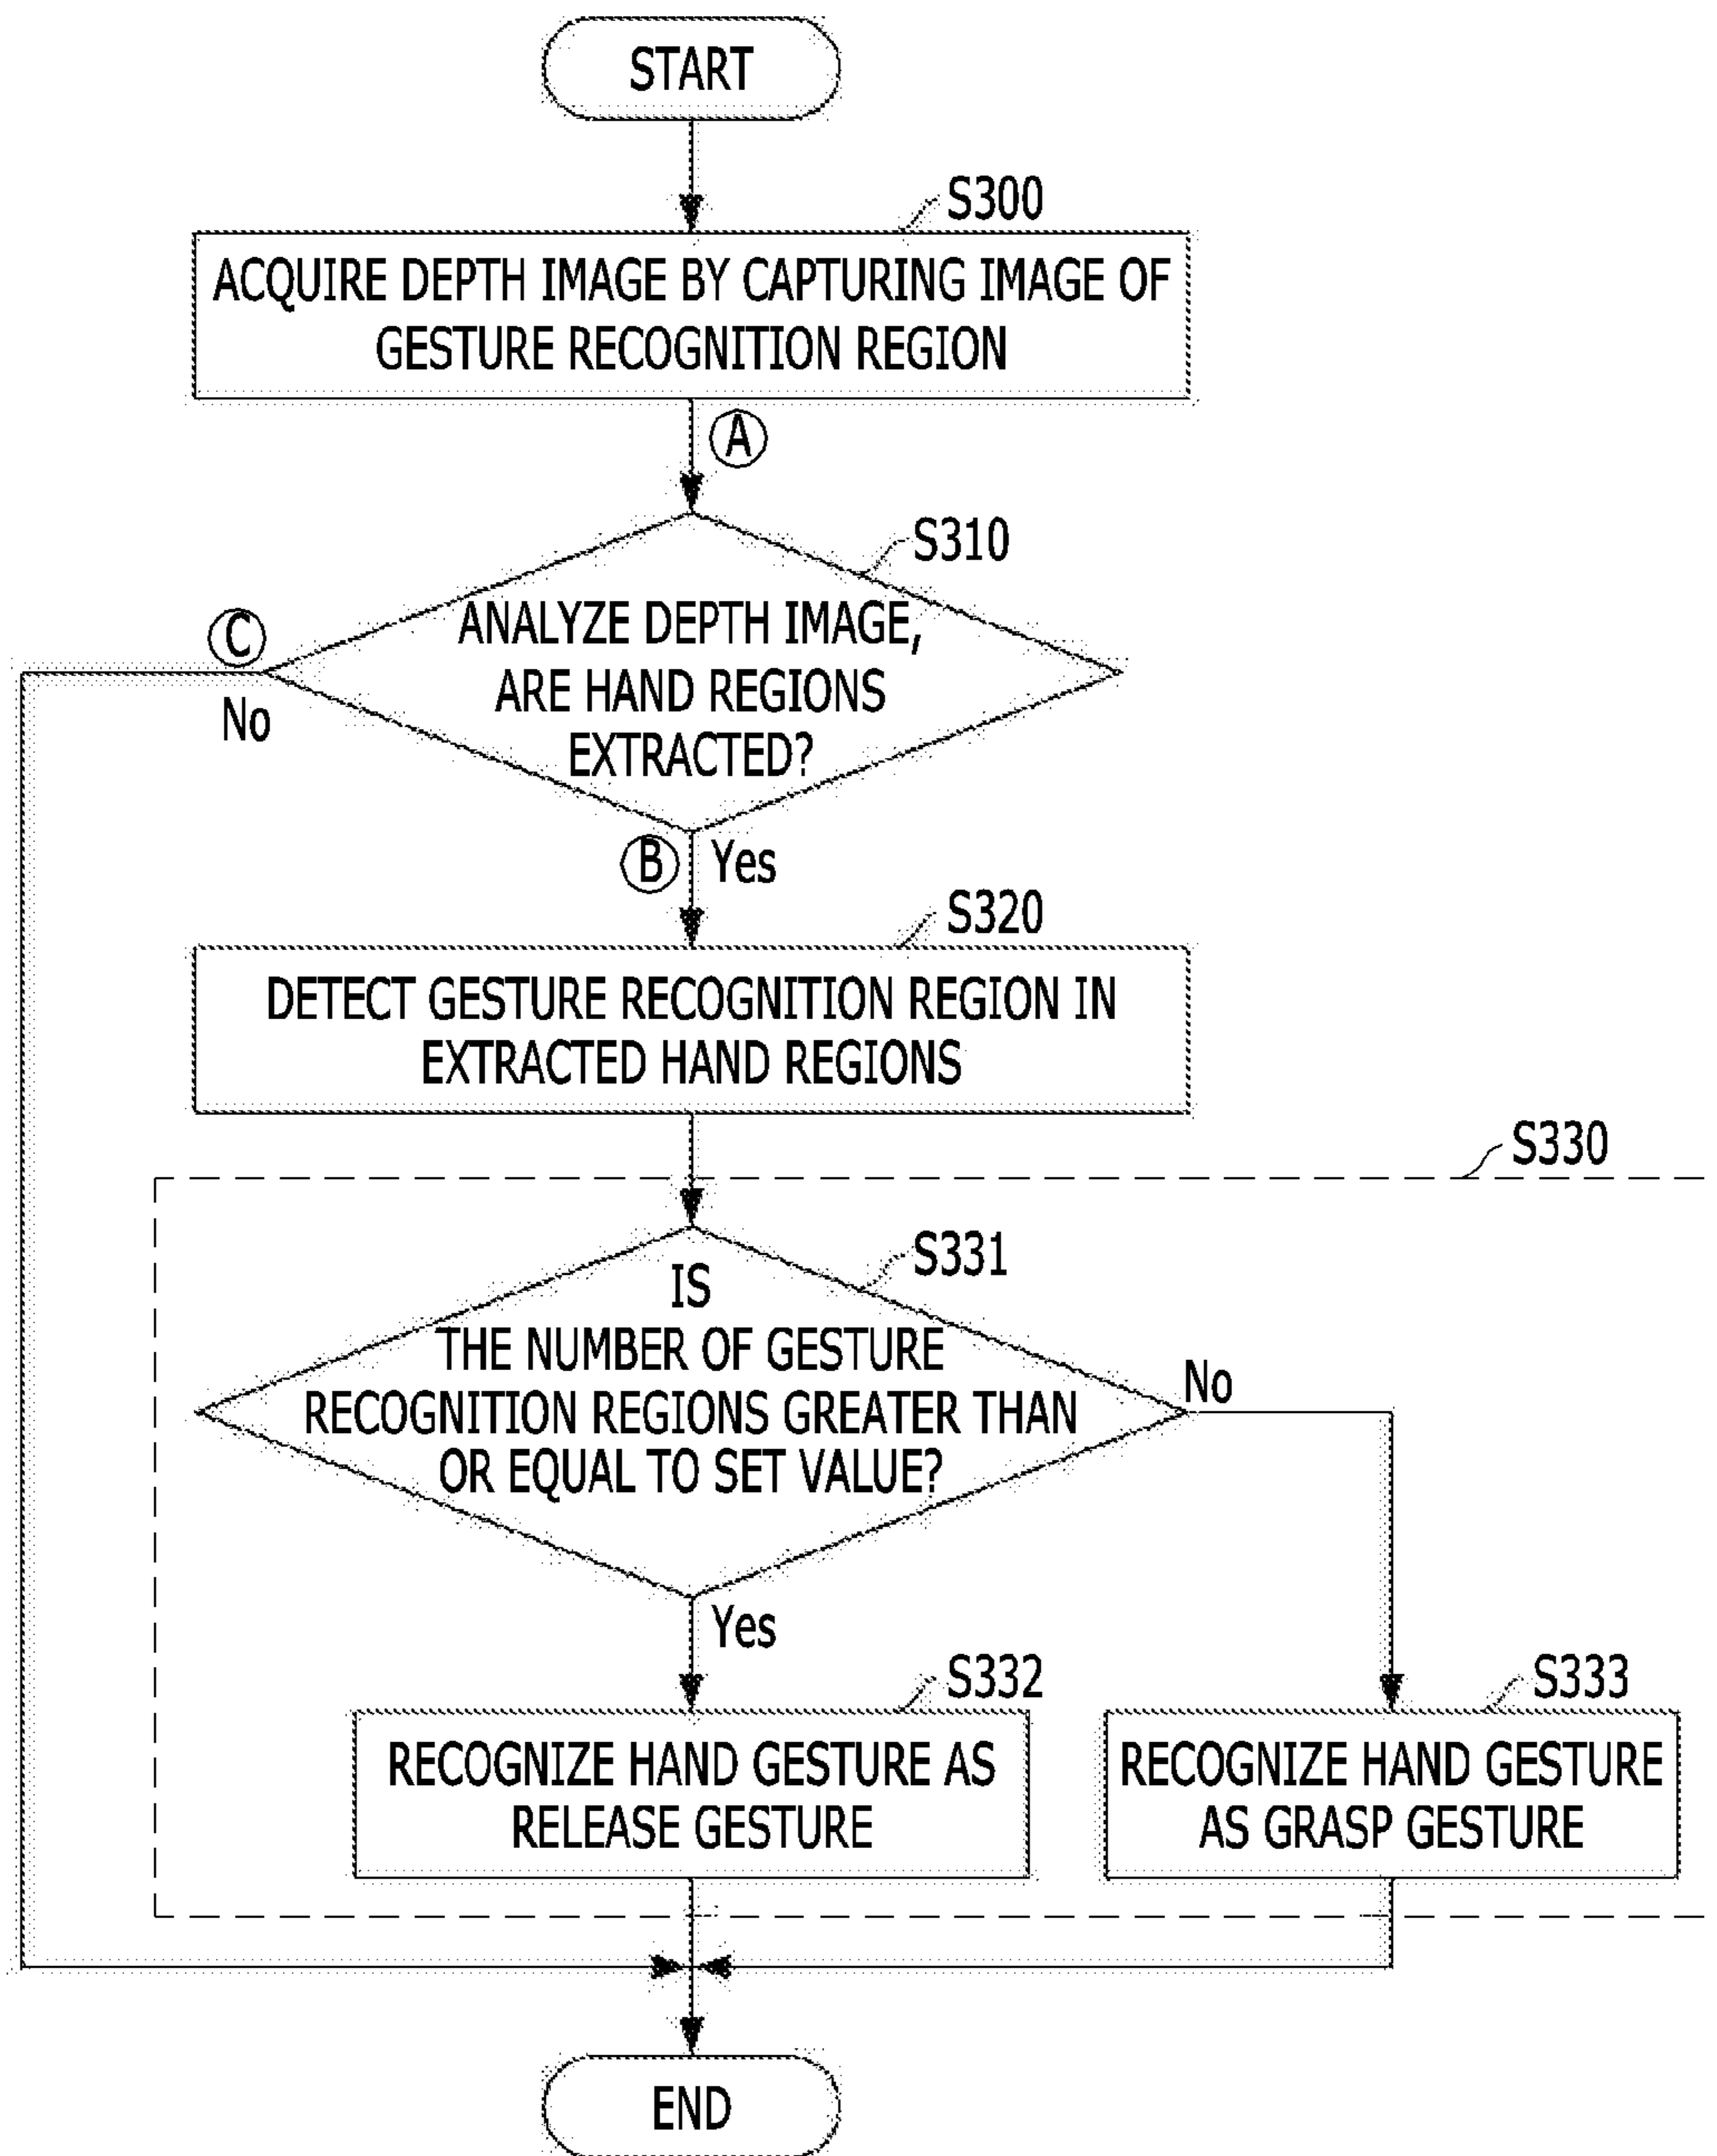 START
S300
ACQUIRE DEPTH IMAGE BY CAPTURING IMAGE OF
GESTURE RECOGNITION REGION
A
S310
ANALYZE DEPTH IMAGE,
ARE HAND REGIONS
EXTRACTED?
C
No
B
Yes
S320
DETECT GESTURE RECOGNITION REGION IN
EXTRACTED HAND REGIONS
S330
S331
IS
THE NUMBER OF GESTURE
RECOGNITION REGIONS GREATER THAN
OR EQUAL TO SET VALUE?
No
Yes
S332
RECOGNIZE HAND GESTURE AS
RELEASE GESTURE
S333
RECOGNIZE HAND GESTURE
AS GRASP GESTURE
END